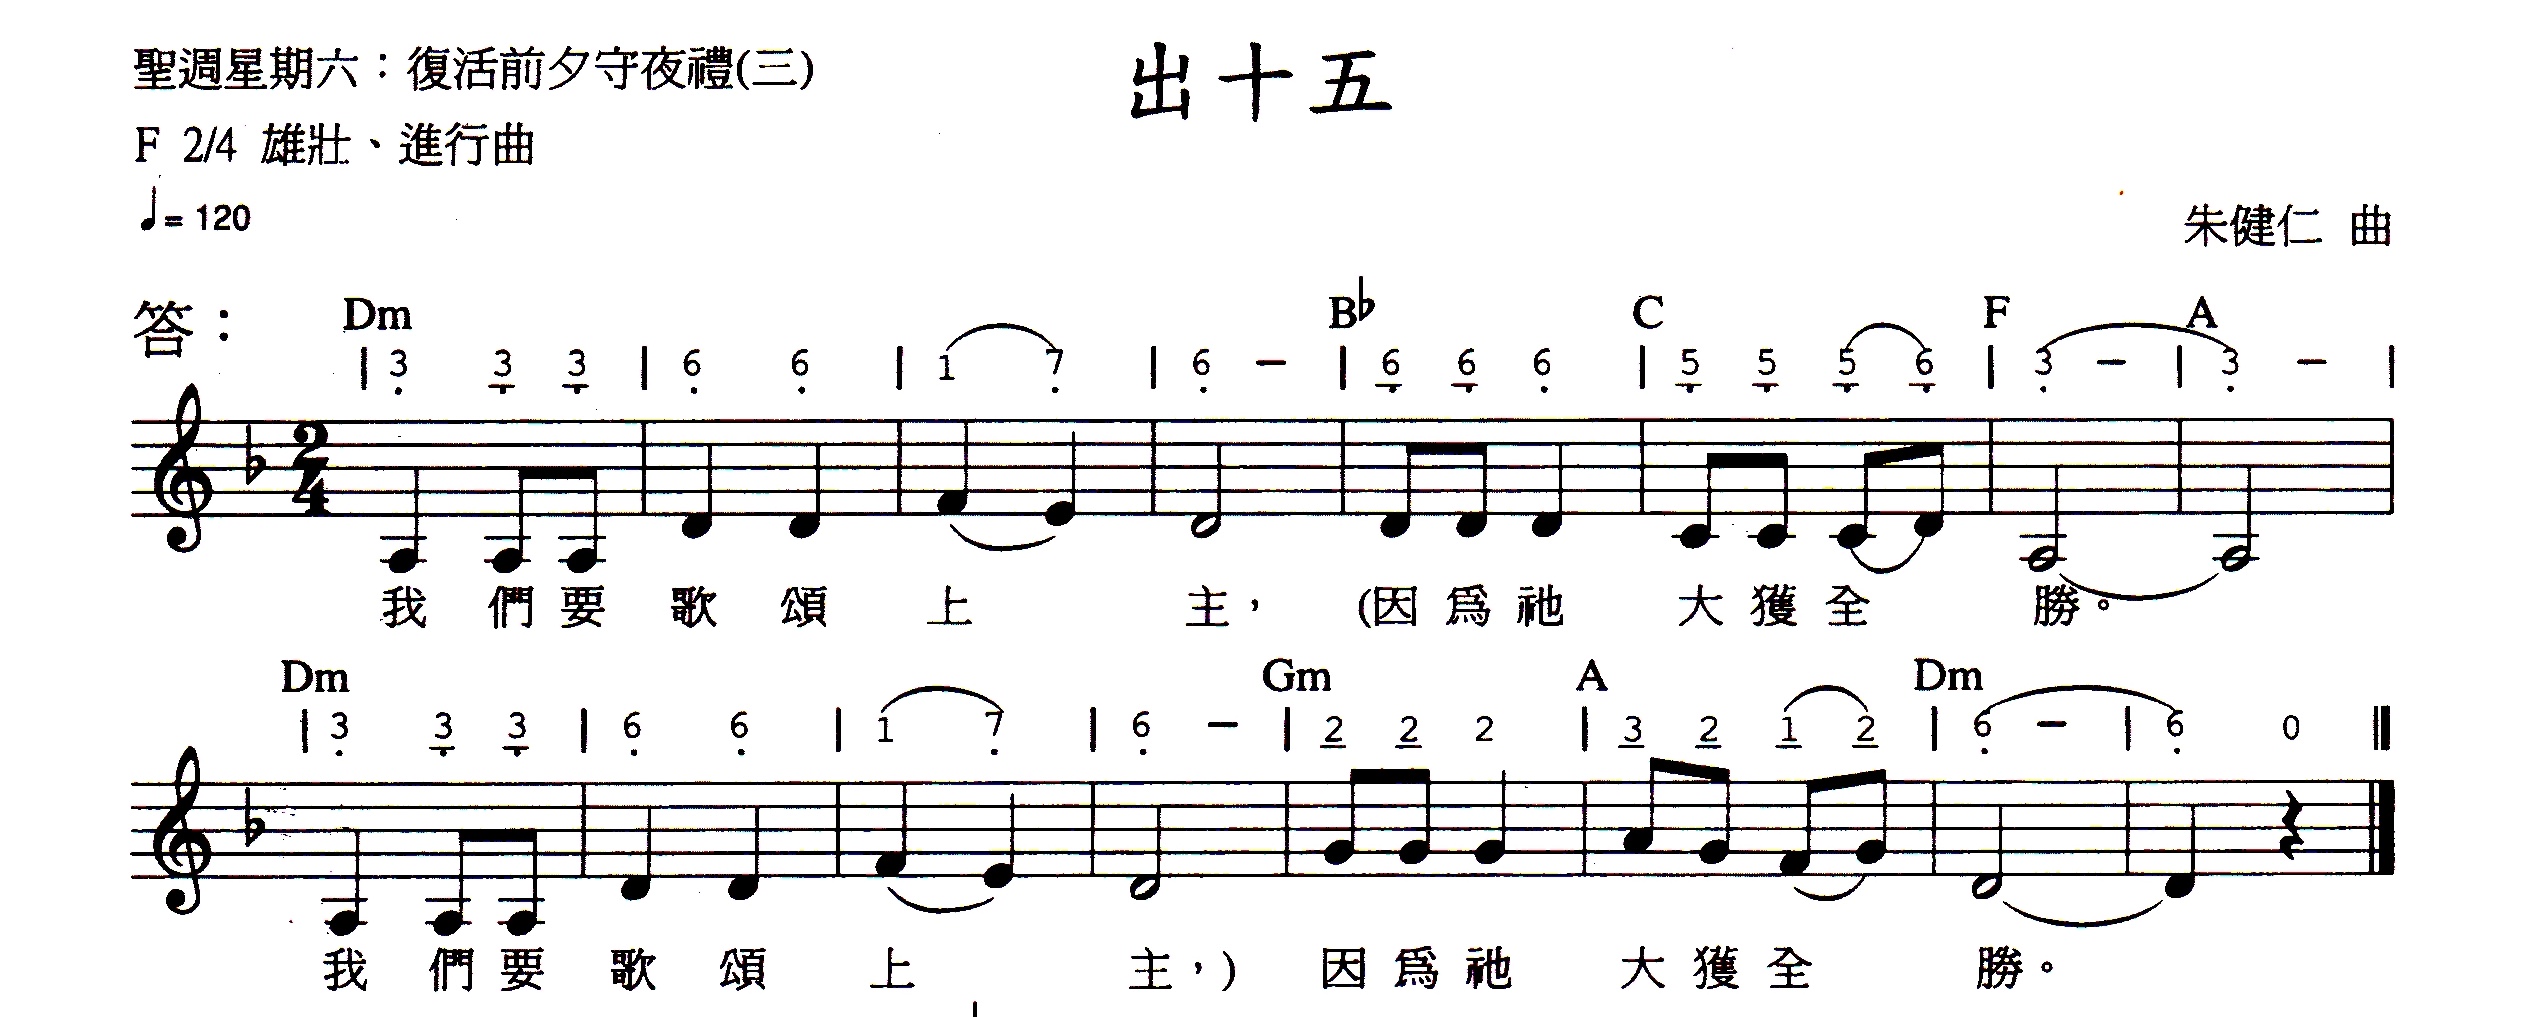 聖週星期六：復活前夕守夜禮(三)
出十五
F 2/4 雄壯、進行曲
♩= 120
朱健仁 曲
答：
Dm B♭ C F A
| 3̣ 3̣ 3̣ | 6̣ 6̣ | 1 7̣ | 6̣ − | 6̣ 6̣ 6̣ | 5̣ 5̣ 5̣ 6̣ | 3̣ − | 3̣ − |
2/4
我 們 要 歌 頌 上 主， (因 爲 祂 大 獲 全 勝。
Dm Gm A Dm
| 3̣ 3̣ 3̣ | 6̣ 6̣ | 1 7̣ | 6̣ − | 2 2 2 | 3 2 1 2 | 6̣ − | 6̣ 0 ‖
我 們 要 歌 頌 上 主，) 因 爲 祂 大 獲 全 勝。